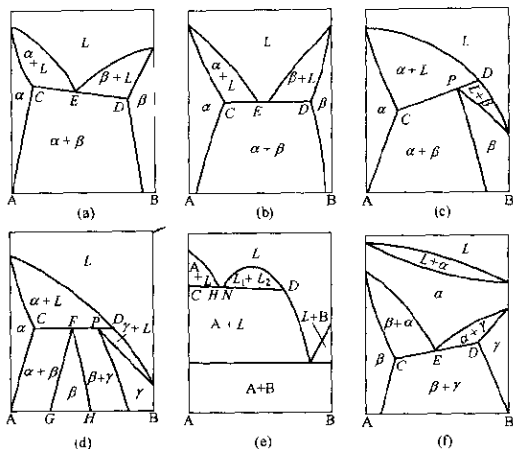 L
α
+L
β+L
α
C
E
D
β
α+β
A
B
(a)
L
α
+L
β+L
α
C
E
D
β
α+β
A
B
(b)
L
α+L
P
D
L+β
C
α+β
β
A
B
(c)
L
α+L
α
C
F
P
D
γ+L
α+β
β
β+γ
γ
A
G
H
B
(d)
L
A
+L
L₁+L₂
C
H
N
D
L+B
A+L
A+B
A
B
(e)
L
L+α
α
β+α
α+γ
β
C
E
D
γ
β+γ
A
B
(f)